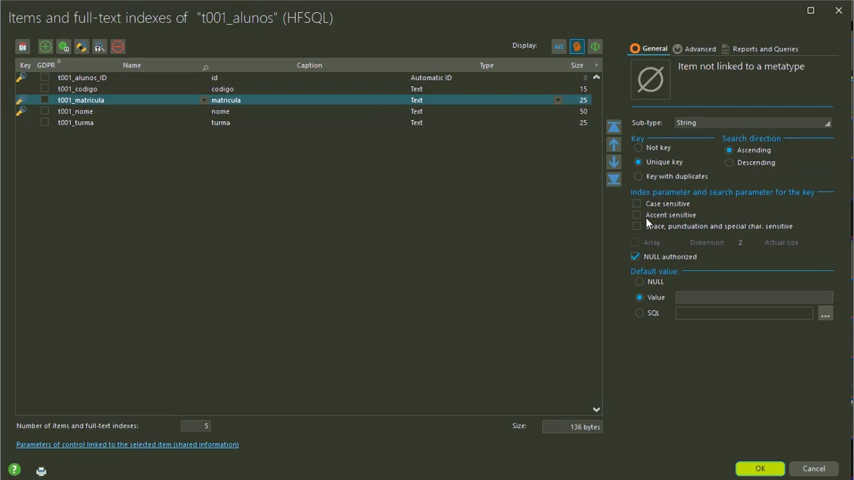 Items and full-text indexes of "t001_alunos" (HFSQL)
Display:
Key GDPR Name Caption Type Size
t001_alunos_ID id Automatic ID 8
t001_codigo codigo Text 15
t001_matricula matricula Text 25
t001_nome nome Text 50
t001_turma turma Text 25
Number of items and full-text indexes: 5 Size: 136 bytes
Parameters of control linked to the selected item (shared information)
General Advanced Reports and Queries
Item not linked to a metatype
Sub-type: String
Key Search direction
Not key Ascending
Unique key Descending
Key with duplicates
Index parameter and search parameter for the key
Case sensitive
Accent sensitive
Space, punctuation and special char. sensitive
Array Dimension 2 Actual size
NULL authorized
Default value:
NULL
Value
SQL ...
OK Cancel